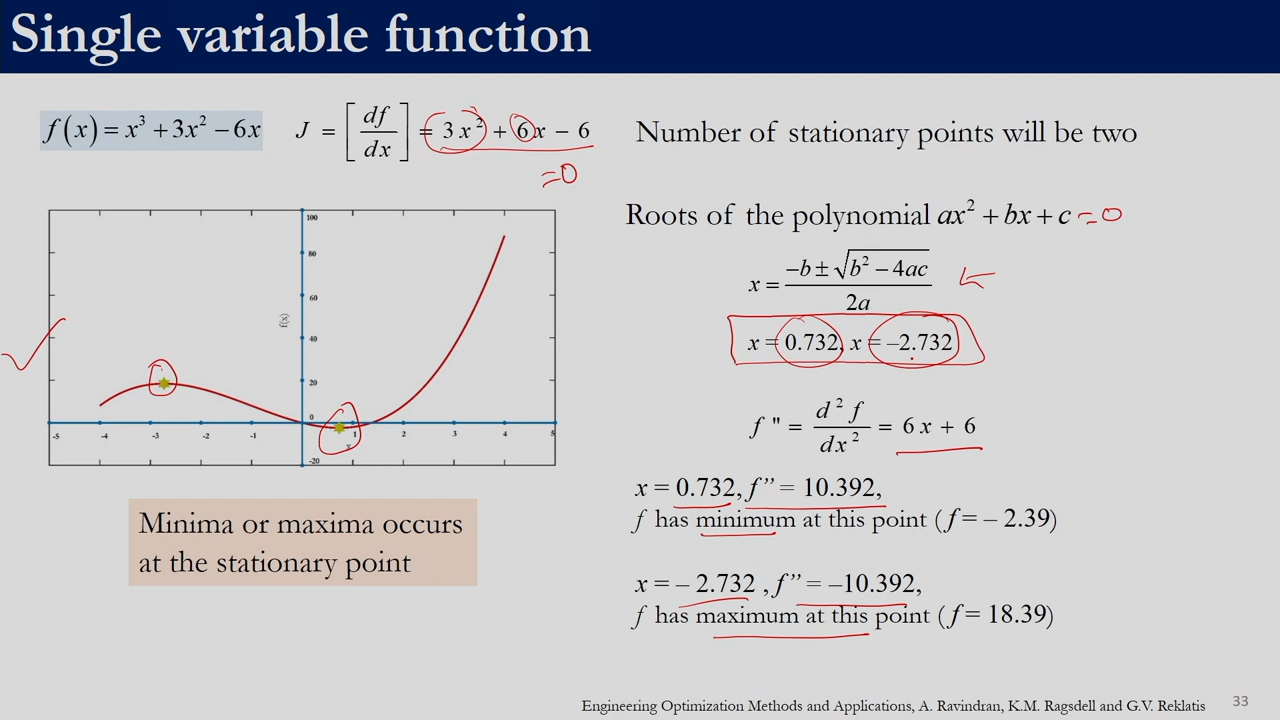 Single variable function
f(x) = x³ + 3x² − 6x
J = [df/dx] = 3x² + 6x − 6
= 0
Number of stationary points will be two
Roots of the polynomial ax² + bx + c = 0
x = (−b ± √(b² − 4ac)) / 2a
x = 0.732, x = −2.732
f " = d²f/dx² = 6x + 6
x = 0.732, f '' = 10.392,
f has minimum at this point (f = – 2.39)
x = – 2.732 , f '' = –10.392,
f has maximum at this point (f = 18.39)
100
80
60
40
20
0
-20
f(x)
-5 -4 -3 -2 -1 1 2 3 4 5
x
Minima or maxima occurs
at the stationary point
Engineering Optimization Methods and Applications, A. Ravindran, K.M. Ragsdell and G.V. Reklatis
33